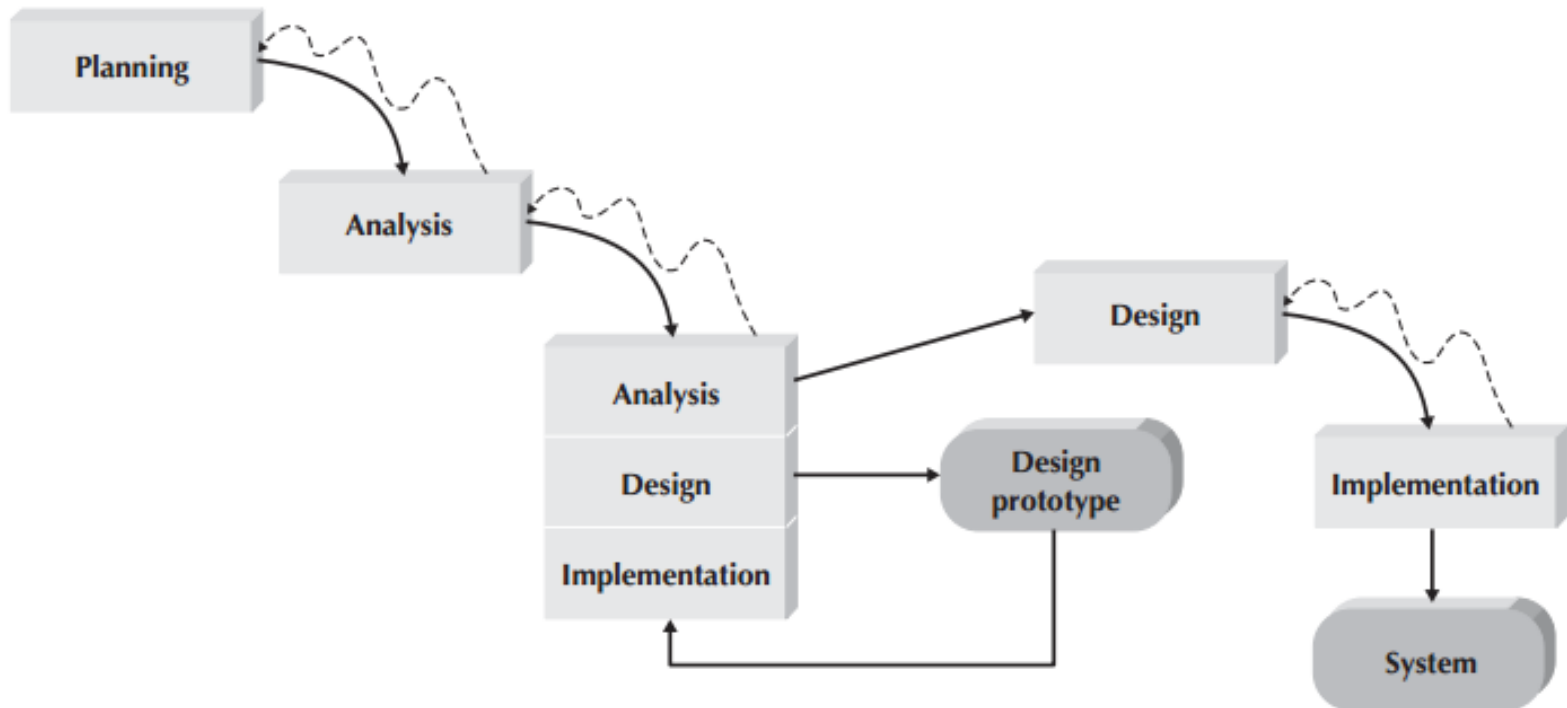 Planning
Analysis
Analysis
Design
Implementation
Design
prototype
Design
Implementation
System